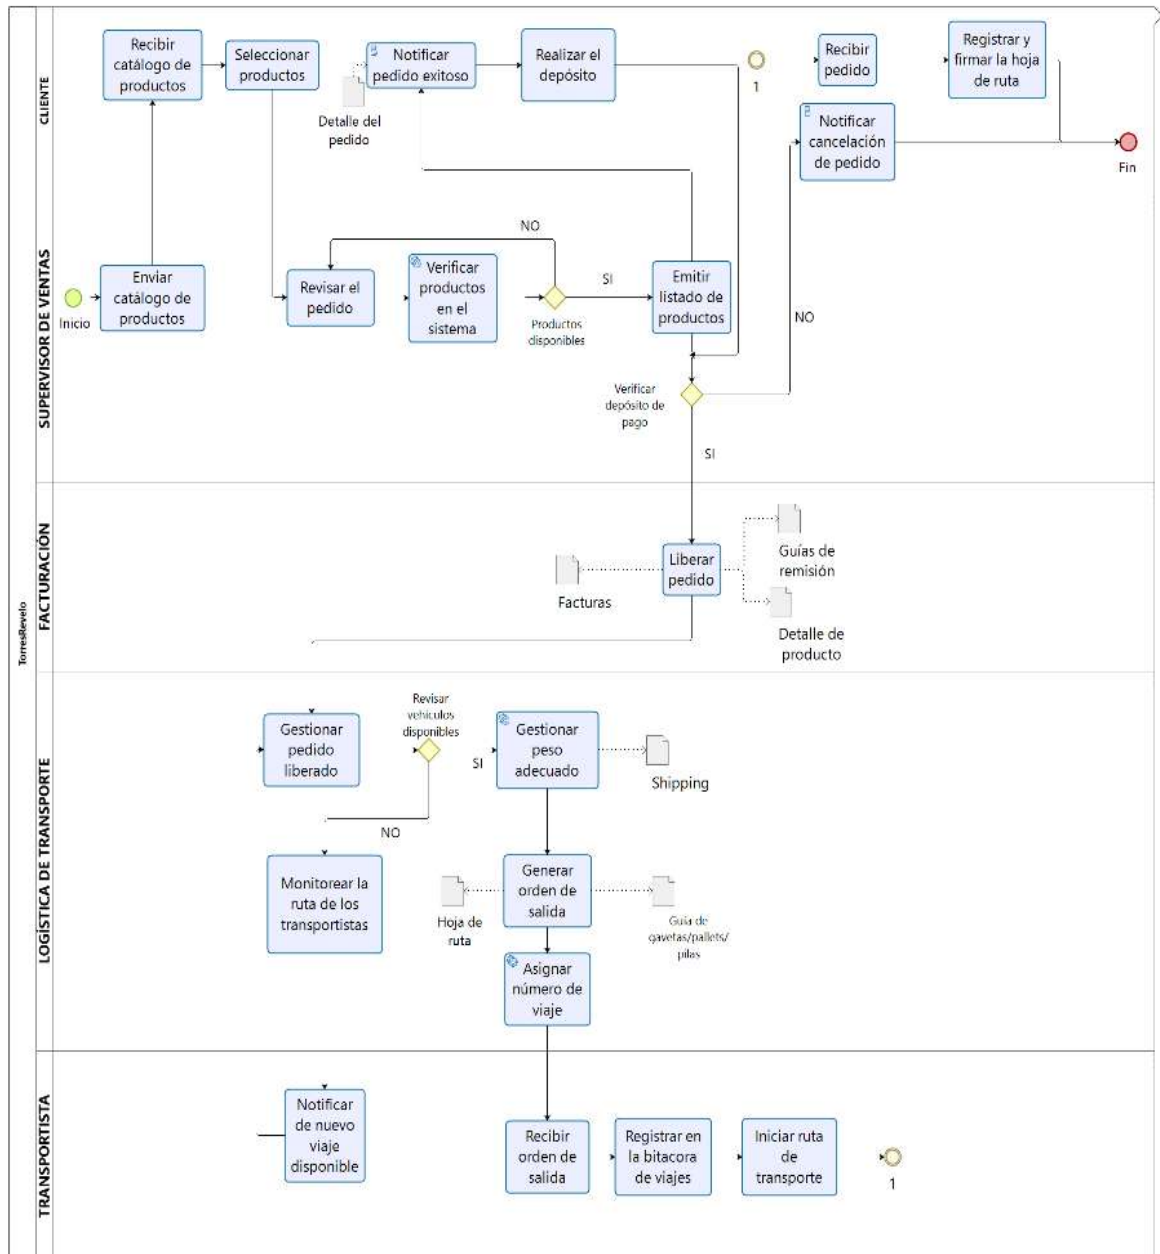 TorresRevelo
CLIENTE
Recibir
catálogo de
productos
Seleccionar
productos
Notificar
pedido exitoso
Detalle del
pedido
Realizar el
depósito
1
Recibir
pedido
Registrar y
firmar la hoja
de ruta
Notificar
cancelación
de pedido
Fin
SUPERVISOR DE VENTAS
Inicio
Enviar
catálogo de
productos
Revisar el
pedido
Verificar
productos
en el
sistema
NO
SI
Productos
disponibles
Emitir
listado de
productos
NO
Verificar
depósito de
pago
SI
FACTURACIÓN
Facturas
Liberar
pedido
Guías de
remisión
Detalle de
producto
LOGÍSTICA DE TRANSPORTE
Gestionar
pedido
liberado
Revisar
vehículos
disponibles
SI
NO
Gestionar
peso
adecuado
Shipping
Monitorear la
ruta de los
transportistas
Hoja de
ruta
Generar
orden de
salida
Guía de
gavetas/pallets/
pilas
Asignar
número de
viaje
TRANSPORTISTA
Notificar
de nuevo
viaje
disponible
Recibir
orden de
salida
Registrar en
la bitacora
de viajes
Iniciar ruta
de
transporte
1